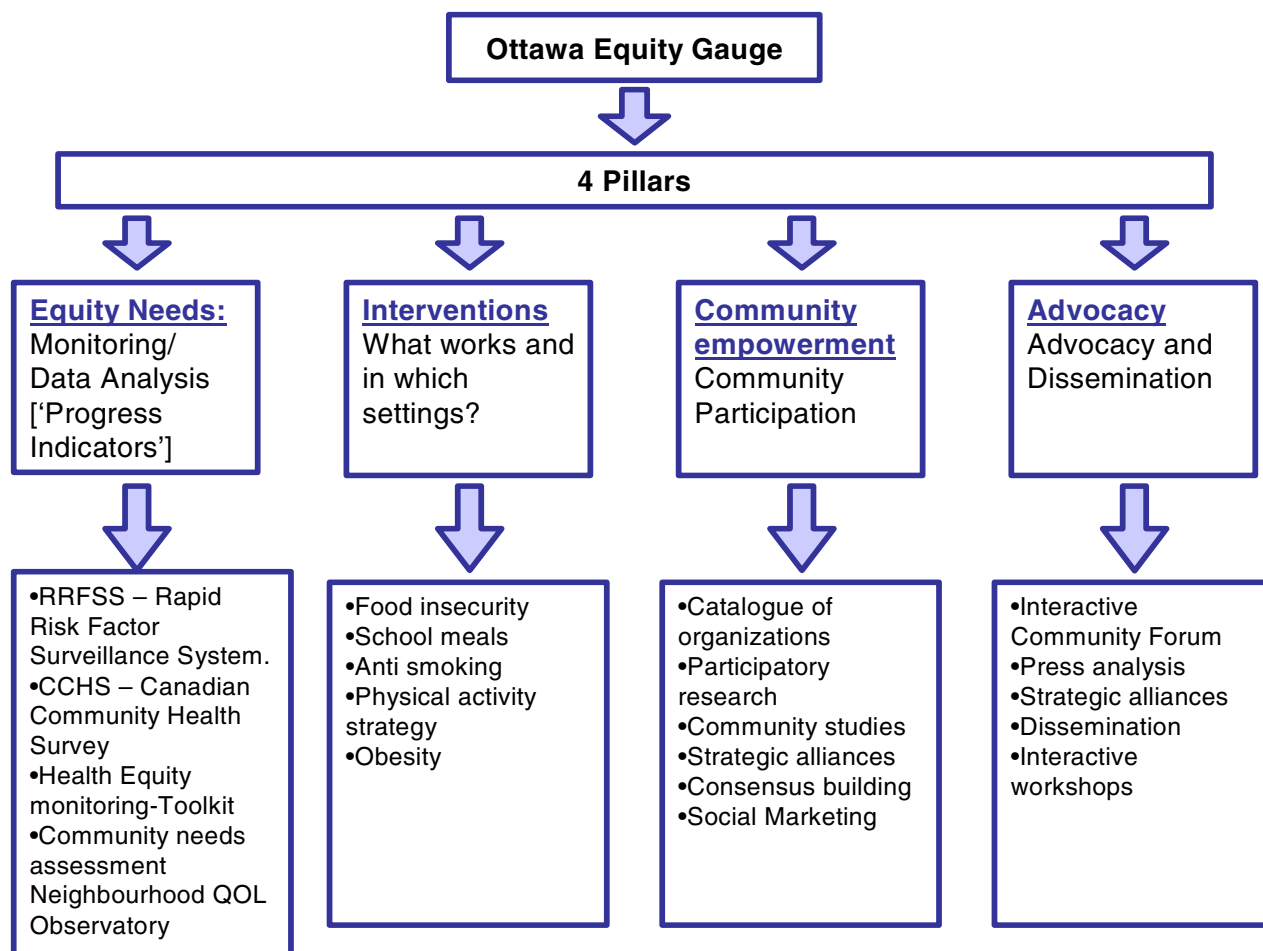 Ottawa Equity Gauge
4 Pillars
Equity Needs:
Monitoring/
Data Analysis
[‘Progress
Indicators’]
Interventions
What works and
in which
settings?
Community
empowerment
Community
Participation
Advocacy
Advocacy and
Dissemination
•RRFSS – Rapid
Risk Factor
Surveillance System.
•CCHS – Canadian
Community Health
Survey
•Health Equity
monitoring-Toolkit
•Community needs
assessment
Neighbourhood QOL
Observatory
•Food insecurity
•School meals
•Anti smoking
•Physical activity
strategy
•Obesity
•Catalogue of
organizations
•Participatory
research
•Community studies
•Strategic alliances
•Consensus building
•Social Marketing
•Interactive
Community Forum
•Press analysis
•Strategic alliances
•Dissemination
•Interactive
workshops